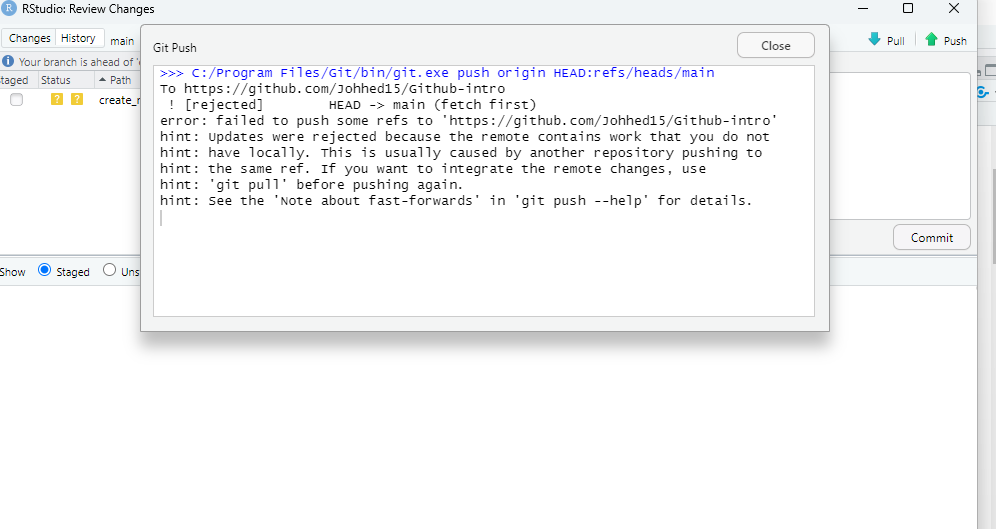 RStudio: Review Changes
Changes History main
Git Push
Close
Pull Push
Your branch is ahead of '
taged Status Path
create_r
>>> C:/Program Files/Git/bin/git.exe push origin HEAD:refs/heads/main
To https://github.com/Johhed15/Github-intro
! [rejected] HEAD -> main (fetch first)
error: failed to push some refs to 'https://github.com/Johhed15/Github-intro'
hint: Updates were rejected because the remote contains work that you do not
hint: have locally. This is usually caused by another repository pushing to
hint: the same ref. If you want to integrate the remote changes, use
hint: 'git pull' before pushing again.
hint: See the 'Note about fast-forwards' in 'git push --help' for details.
Commit
Show Staged Uns